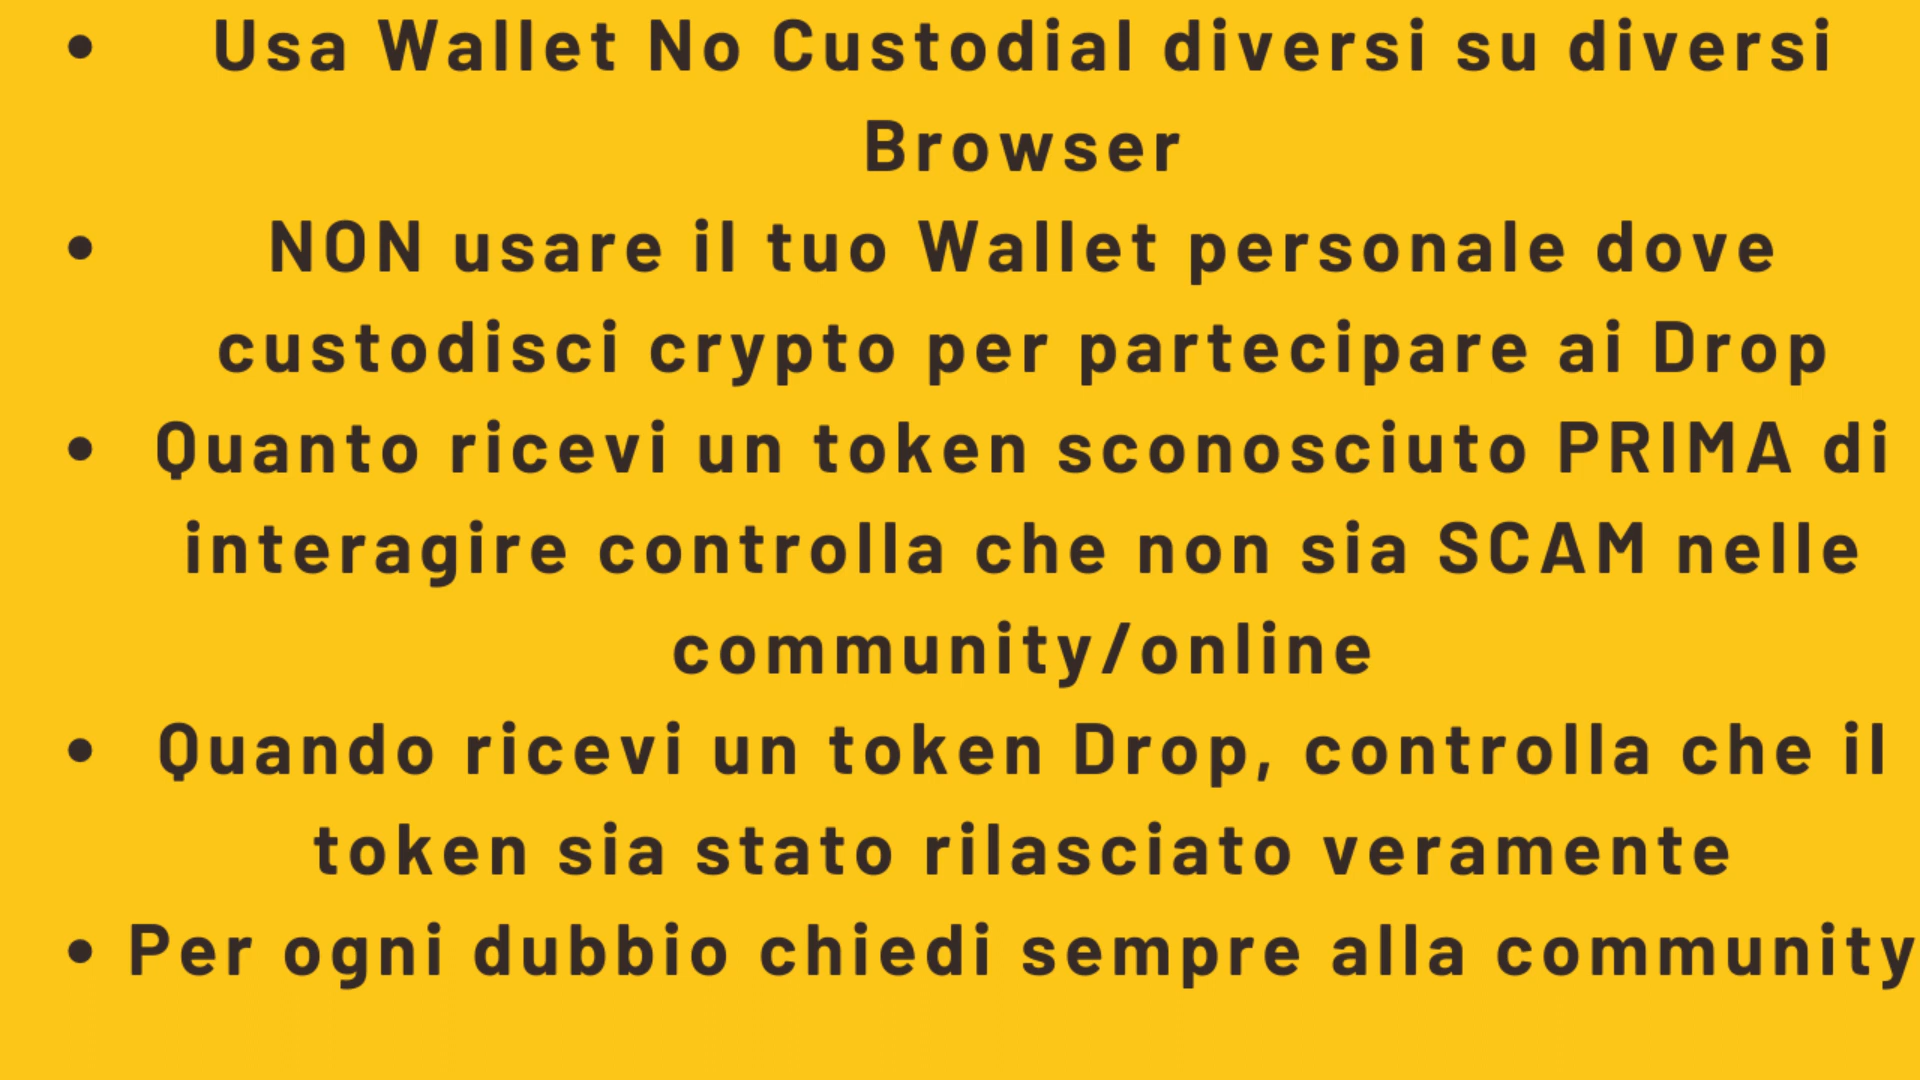 • Usa Wallet No Custodial diversi su diversi
Browser
• NON usare il tuo Wallet personale dove
custodisci crypto per partecipare ai Drop
• Quanto ricevi un token sconosciuto PRIMA di
interagire controlla che non sia SCAM nelle
community/online
• Quando ricevi un token Drop, controlla che il
token sia stato rilasciato veramente
• Per ogni dubbio chiedi sempre alla community